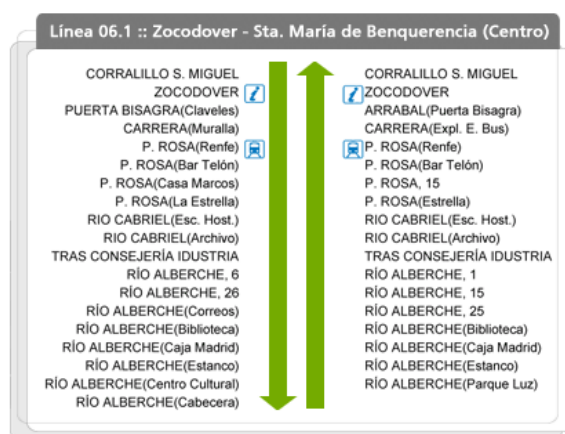 Línea 06.1 :: Zocodover - Sta. María de Benquerencia (Centro)
CORRALILLO S. MIGUEL
ZOCODOVER
PUERTA BISAGRA(Claveles)
CARRERA(Muralla)
P. ROSA(Renfe)
P. ROSA(Bar Telón)
P. ROSA(Casa Marcos)
P. ROSA(La Estrella)
RIO CABRIEL(Esc. Host.)
RIO CABRIEL(Archivo)
TRAS CONSEJERÍA IDUSTRIA
RÍO ALBERCHE, 6
RÍO ALBERCHE, 26
RÍO ALBERCHE(Correos)
RÍO ALBERCHE(Biblioteca)
RÍO ALBERCHE(Caja Madrid)
RÍO ALBERCHE(Estanco)
RÍO ALBERCHE(Centro Cultural)
RÍO ALBERCHE(Cabecera)
CORRALILLO S. MIGUEL
ZOCODOVER
ARRABAL(Puerta Bisagra)
CARRERA(Expl. E. Bus)
P. ROSA(Renfe)
P. ROSA(Bar Telón)
P. ROSA, 15
P. ROSA(Estrella)
RIO CABRIEL(Esc. Host.)
RIO CABRIEL(Archivo)
TRAS CONSEJERÍA IDUSTRIA
RÍO ALBERCHE, 1
RÍO ALBERCHE, 15
RÍO ALBERCHE, 25
RÍO ALBERCHE(Biblioteca)
RÍO ALBERCHE(Caja Madrid)
RÍO ALBERCHE(Estanco)
RÍO ALBERCHE(Parque Luz)